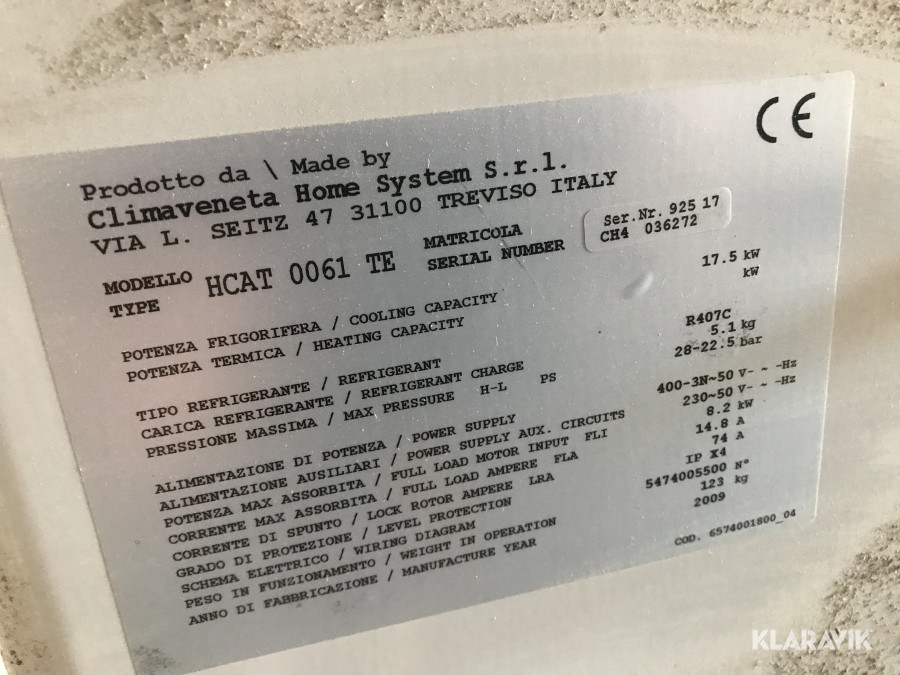 CE
Prodotto da \ Made by
Climaveneta Home System S.r.l.
VIA L. SEITZ 47 31100 TREVISO ITALY
MODELLO
TYPE
HCAT 0061 TE
MATRICOLA
SERIAL NUMBER
Ser.Nr. 925 17
CH4 036272
POTENZA FRIGORIFERA / COOLING CAPACITY 17.5 kW
POTENZA TERMICA / HEATING CAPACITY kW
TIPO REFRIGERANTE / REFRIGERANT R407C
CARICA REFRIGERANTE / REFRIGERANT CHARGE 5.1 kg
PRESSIONE MASSIMA / MAX PRESSURE H-L PS 28-22.5 bar
ALIMENTAZIONE DI POTENZA / POWER SUPPLY 400-3N~50 V- ~ -Hz
ALIMENTAZIONE AUSILIARI / POWER SUPPLY AUX. CIRCUITS 230~50 V- ~ -Hz
POTENZA MAX ASSORBITA / FULL LOAD MOTOR INPUT FLI 8.2 kW
CORRENTE MAX ASSORBITA / FULL LOAD AMPERE FLA 14.8 A
CORRENTE DI SPUNTO / LOCK ROTOR AMPERE LRA 74 A
GRADO DI PROTEZIONE / LEVEL PROTECTION IP X4
SCHEMA ELETTRICO / WIRING DIAGRAM 5474005500 N°
PESO IN FUNZIONAMENTO / WEIGHT IN OPERATION 123 kg
ANNO DI FABBRICAZIONE / MANUFACTURE YEAR 2009
COD. 6574001800_04
KLARAVIK